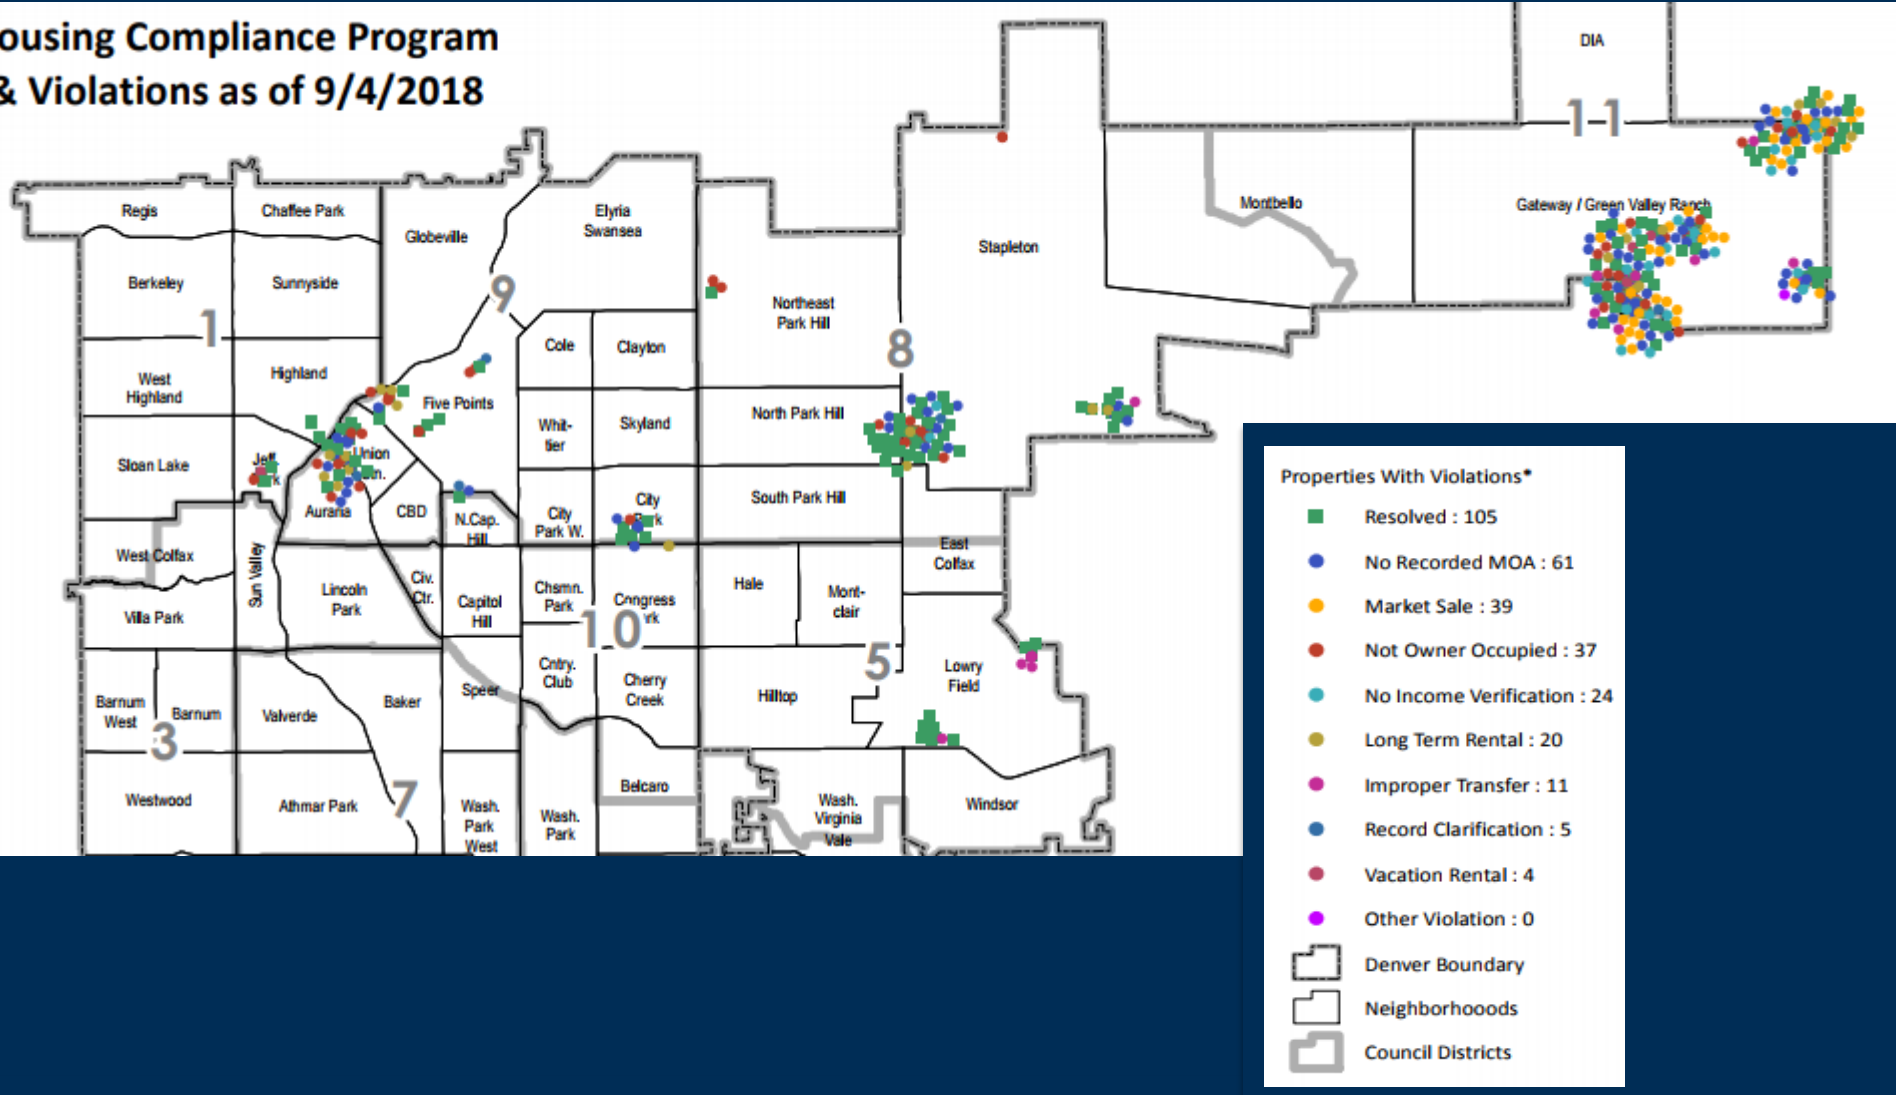 ousing Compliance Program
& Violations as of 9/4/2018
DIA
11
Regis
Chaffee Park
Globeville
Elyria
Swansea
Stapleton
Montbello
Gateway / Green Valley Ranch
Berkeley
Sunnyside
9
Northeast
Park Hill
1
Cole
Clayton
8
West
Highland
Highland
Five Points
North Park Hill
Whit-
tier
Skyland
Sloan Lake
Jeff
Union
South Park Hill
Auraria
CBD
N.Cap.
Hill
City
Park W.
City
West Colfax
East
Colfax
Sun Valley
Villa Park
Lincoln
Park
Civ.
Ctr.
Capitol
Hill
Chsmn.
Park
Congress
10
Hale
Mont-
clair
5
Lowry
Field
Barnum
West
Barnum
3
Valverde
Baker
Speer
Cntry.
Club
Cherry
Creek
Hilltop
Westwood
Athmar Park
7
Wash.
Park
West
Wash.
Park
Belcaro
Wash.
Virginia
Vale
Windsor
Properties With Violations*
Resolved : 105
No Recorded MOA : 61
Market Sale : 39
Not Owner Occupied : 37
No Income Verification : 24
Long Term Rental : 20
Improper Transfer : 11
Record Clarification : 5
Vacation Rental : 4
Other Violation : 0
Denver Boundary
Neighborhooods
Council Districts